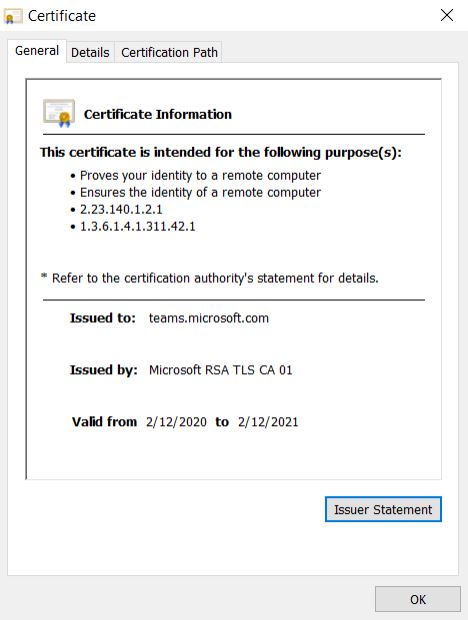 Certificate
General Details Certification Path
Certificate Information
This certificate is intended for the following purpose(s):
• Proves your identity to a remote computer
• Ensures the identity of a remote computer
• 2.23.140.1.2.1
• 1.3.6.1.4.1.311.42.1
* Refer to the certification authority's statement for details.
Issued to: teams.microsoft.com
Issued by: Microsoft RSA TLS CA 01
Valid from 2/12/2020 to 2/12/2021
Issuer Statement
OK